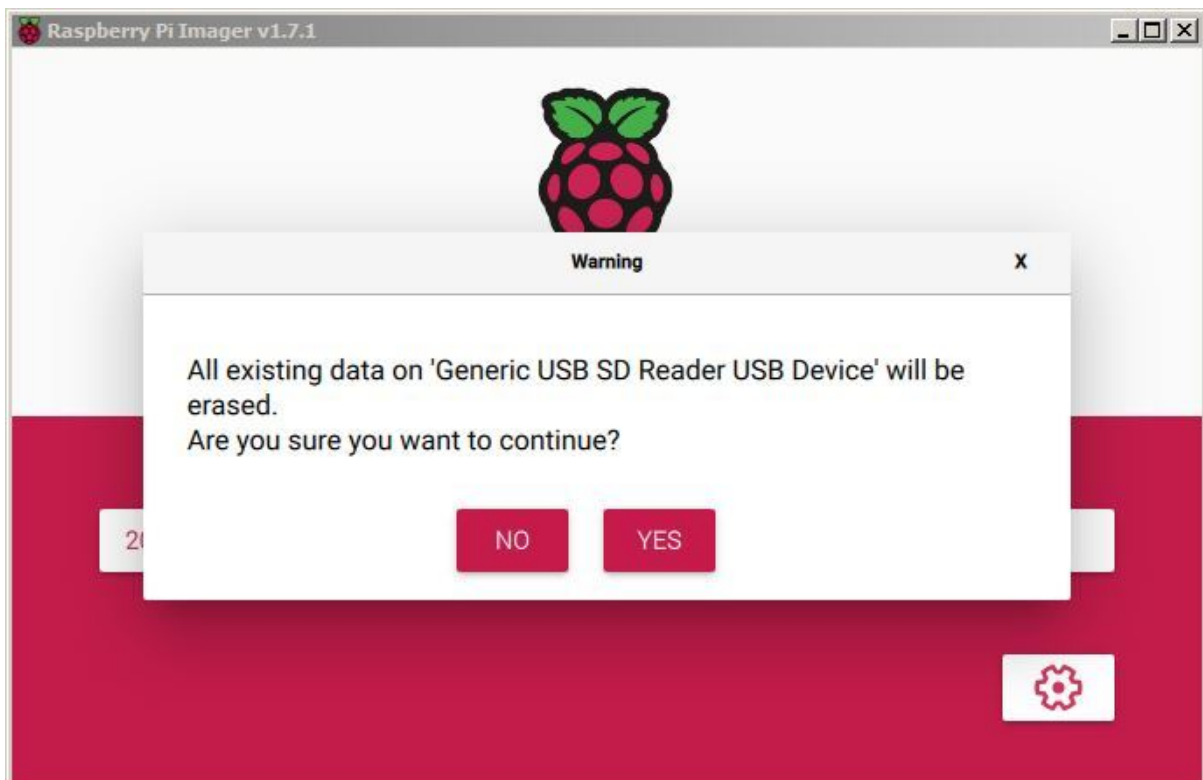 Raspberry Pi Imager v1.7.1
Warning
X
All existing data on 'Generic USB SD Reader USB Device' will be
erased.
Are you sure you want to continue?
20
NO
YES